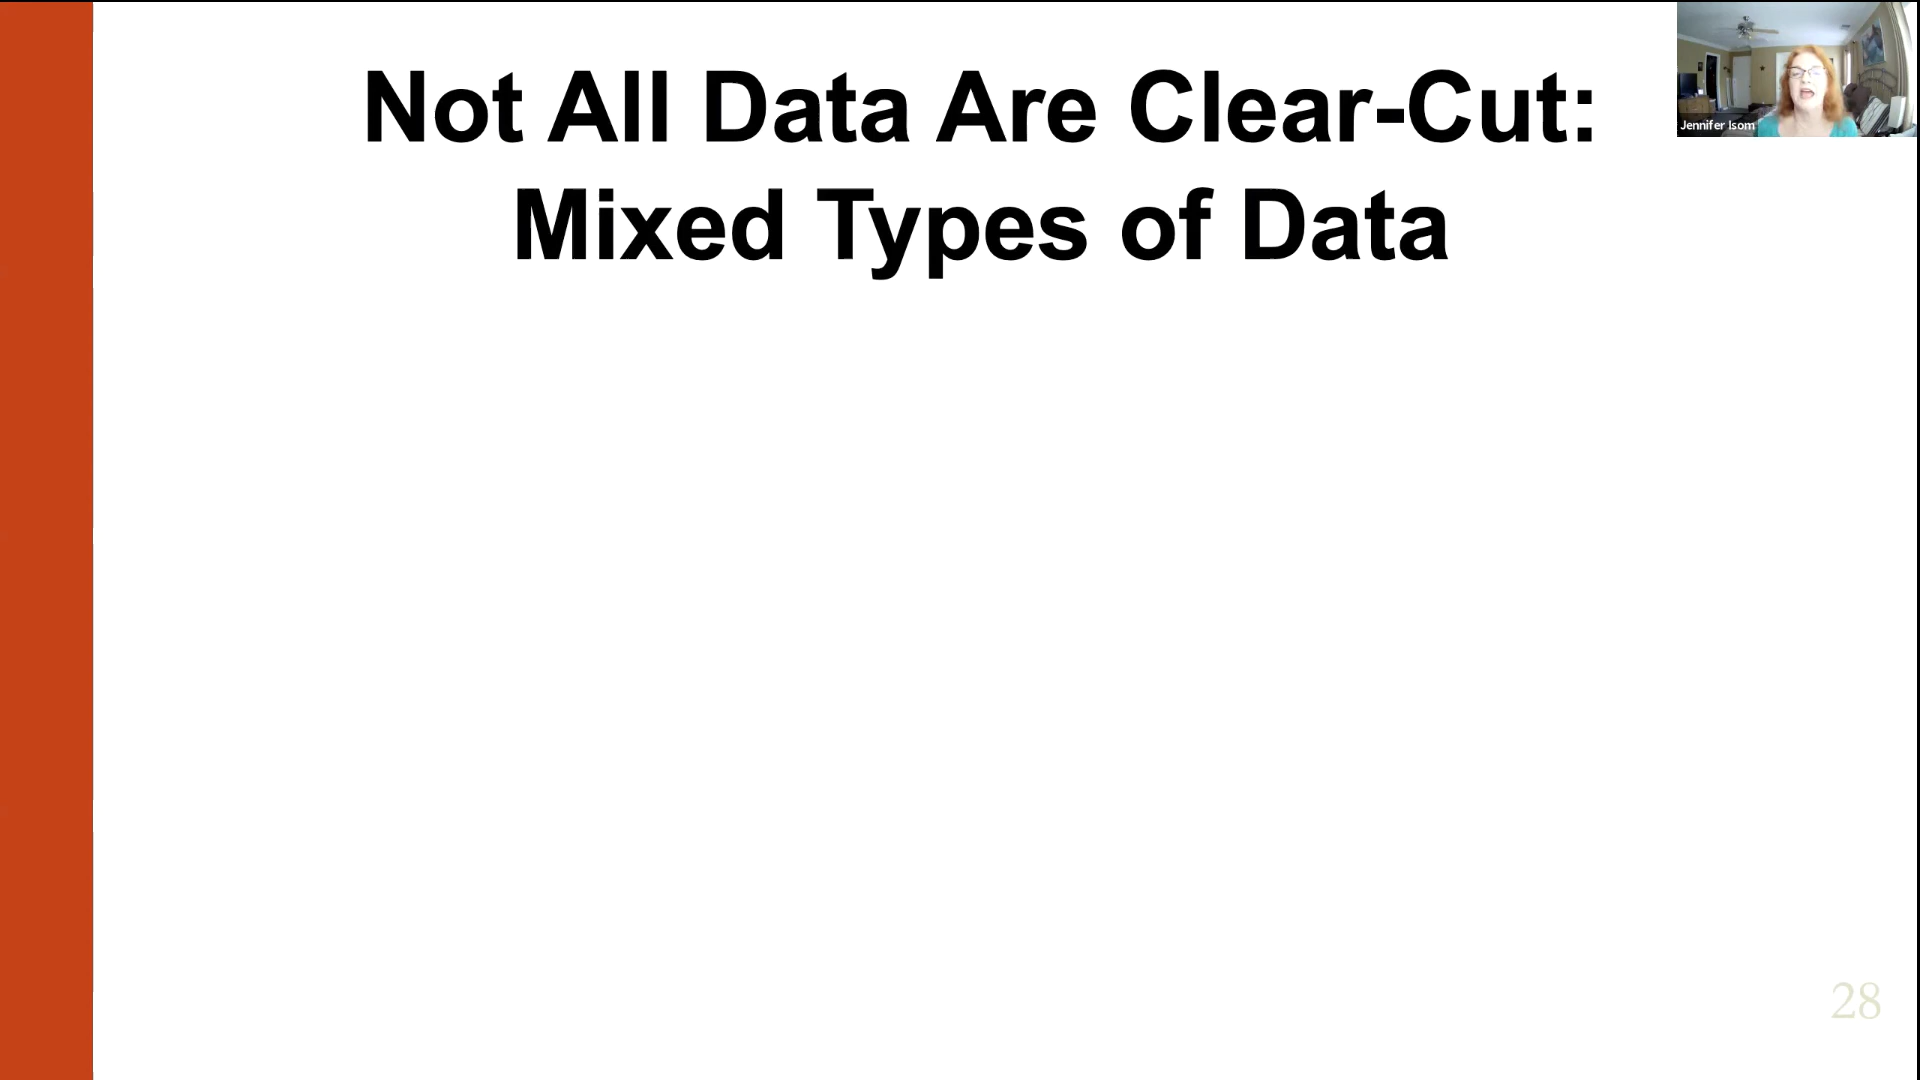 Not All Data Are Clear-Cut:
Mixed Types of Data
Jennifer Isom
28